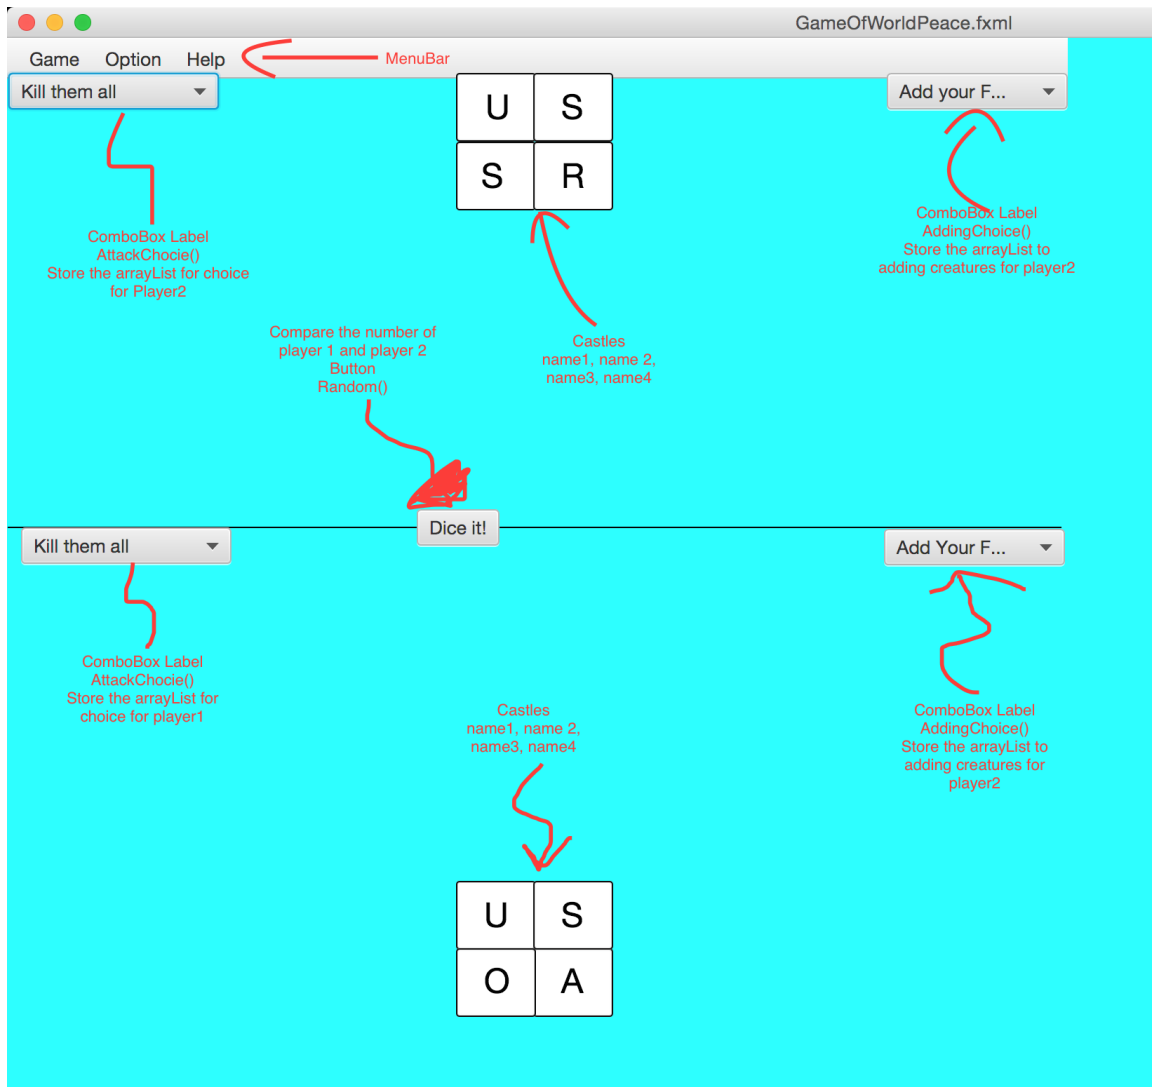 GameOfWorldPeace.fxml
Game Option Help
MenuBar
Kill them all
Add your F...
U S
S R
ComboBox Label
AttackChocie()
Store the arrayList for choice
for Player2
ComboBox Label
AddingChoice()
Store the arrayList to
adding creatures for player2
Compare the number of
player 1 and player 2
Button
Random()
Castles
name1, name 2,
name3, name4
Dice it!
Kill them all
Add Your F...
ComboBox Label
AttackChocie()
Store the arrayList for
choice for player1
Castles
name1, name 2,
name3, name4
ComboBox Label
AddingChoice()
Store the arrayList to
adding creatures for
player2
U S
O A